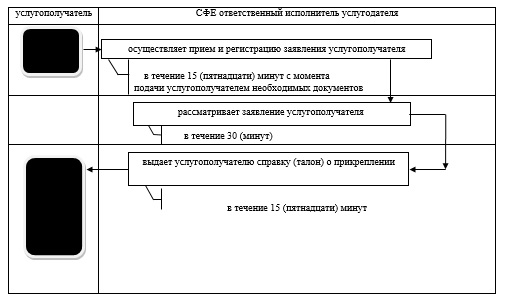 услугополучатель
СФЕ ответственный исполнитель услугодателя
осуществляет прием и регистрацию заявления услугополучателя
в течение 15 (пятнадцати) минут с момента
подачи услугополучателем необходимых документов
рассматривает заявление услугополучателя
в течение 30 (минут)
выдает услугополучателю справку (талон) о прикреплении
в течение 15 (пятнадцати) минут